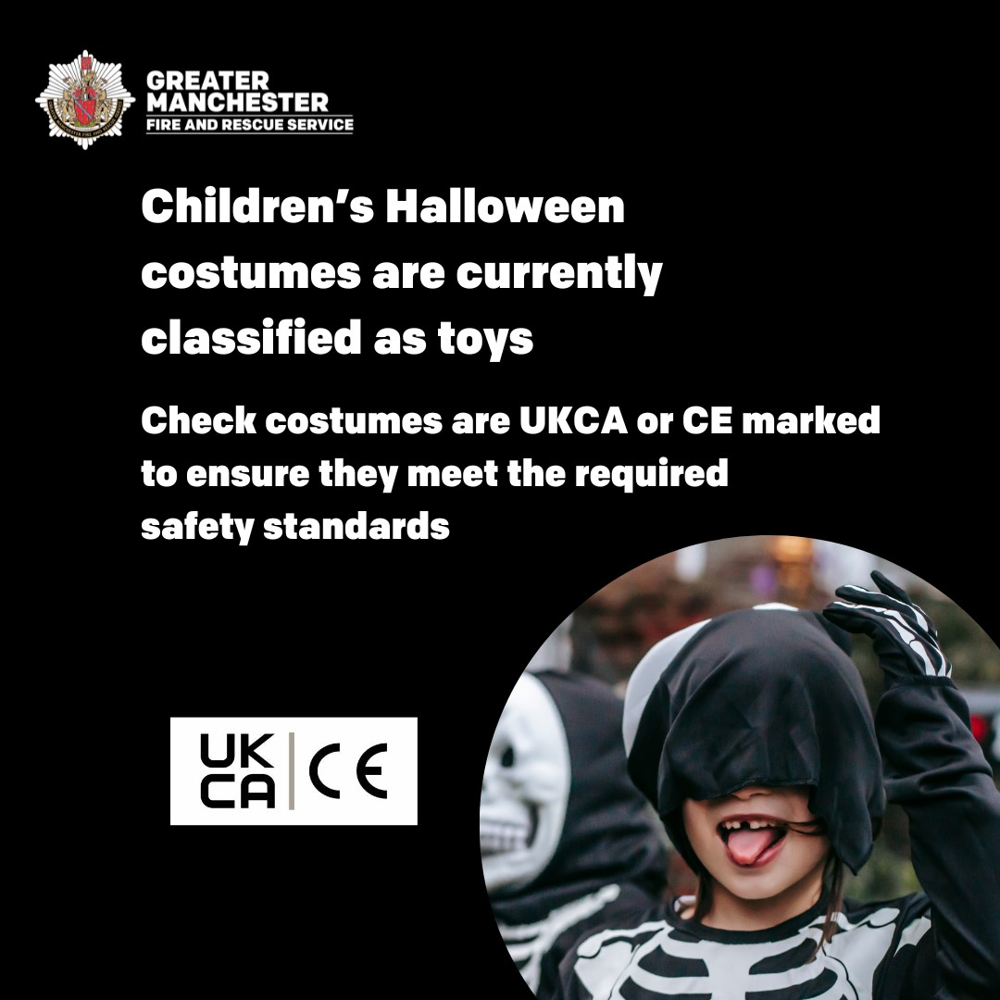 GREATER
MANCHESTER
FIRE AND RESCUE SERVICE
Children’s Halloween
costumes are currently
classified as toys
Check costumes are UKCA or CE marked
to ensure they meet the required
safety standards
UK
CA
CE